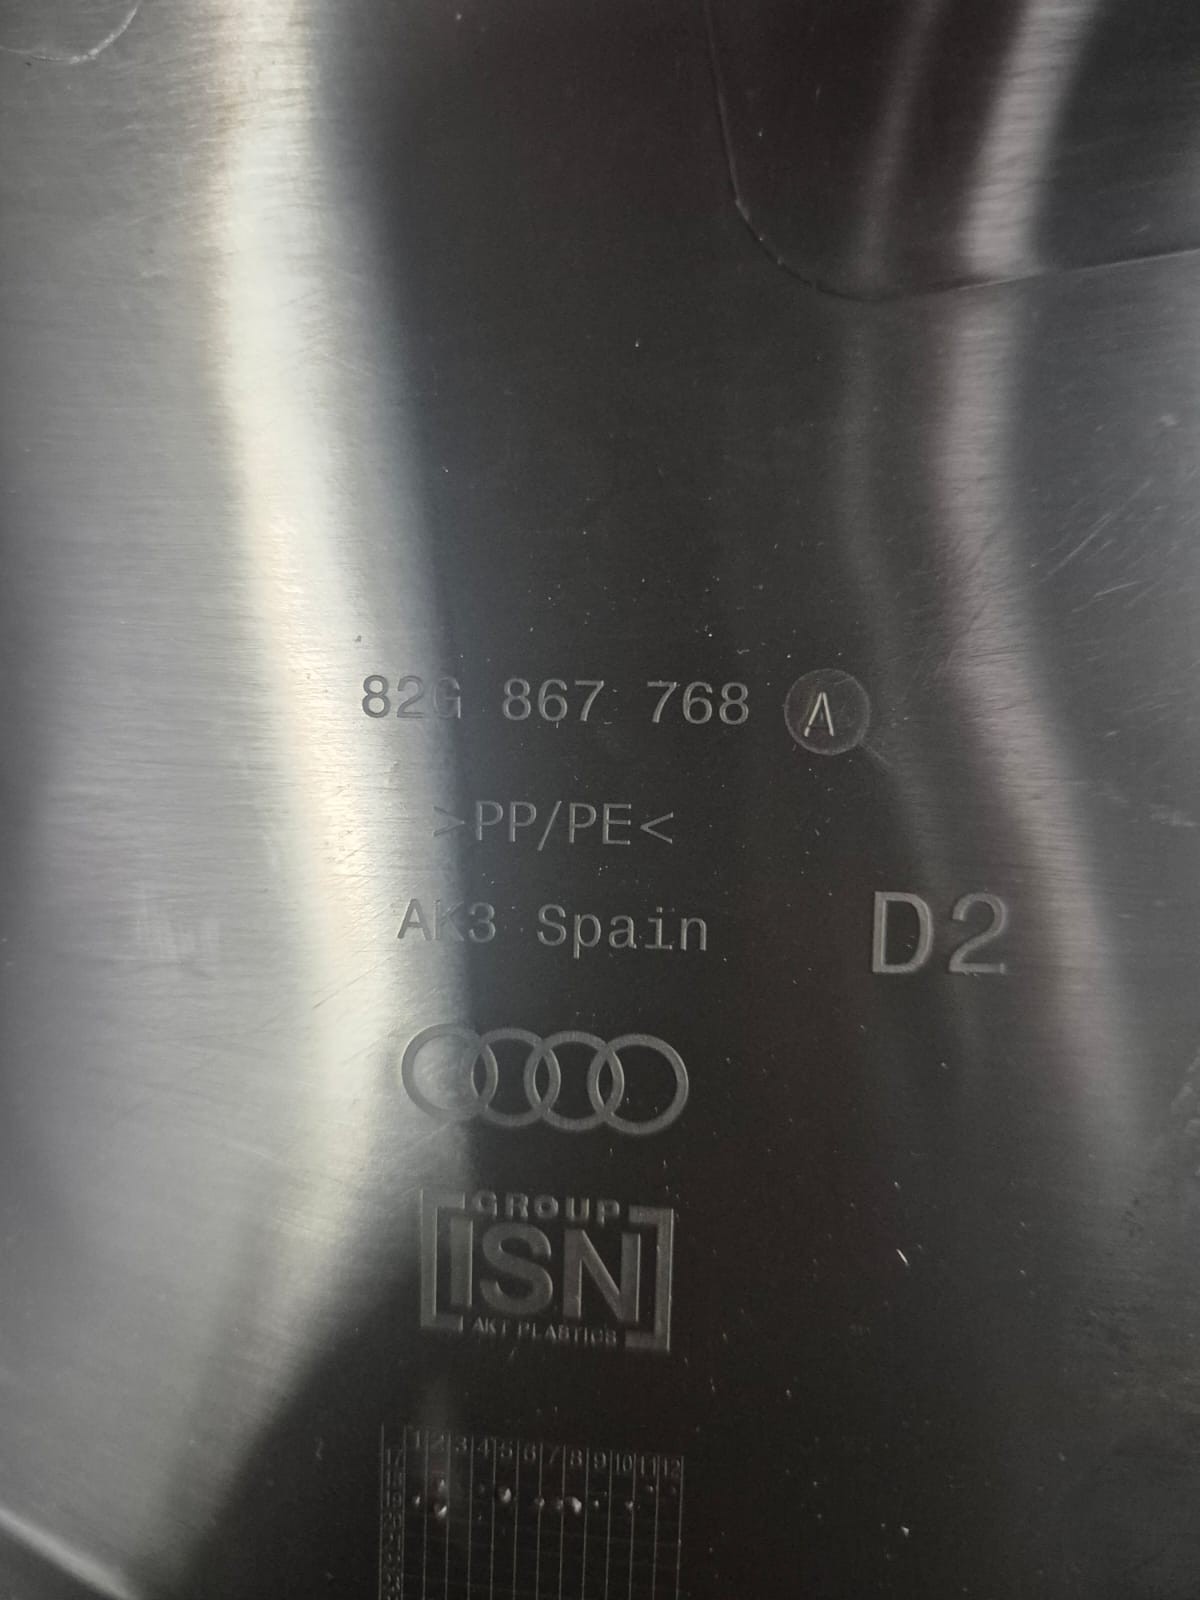 82G 867 768 A
>PP/PE<
AK3 Spain
D2
GROUP
ISN
AKT PLASTICS
1 2 3 4 5 6 7 8 9 10 11 12